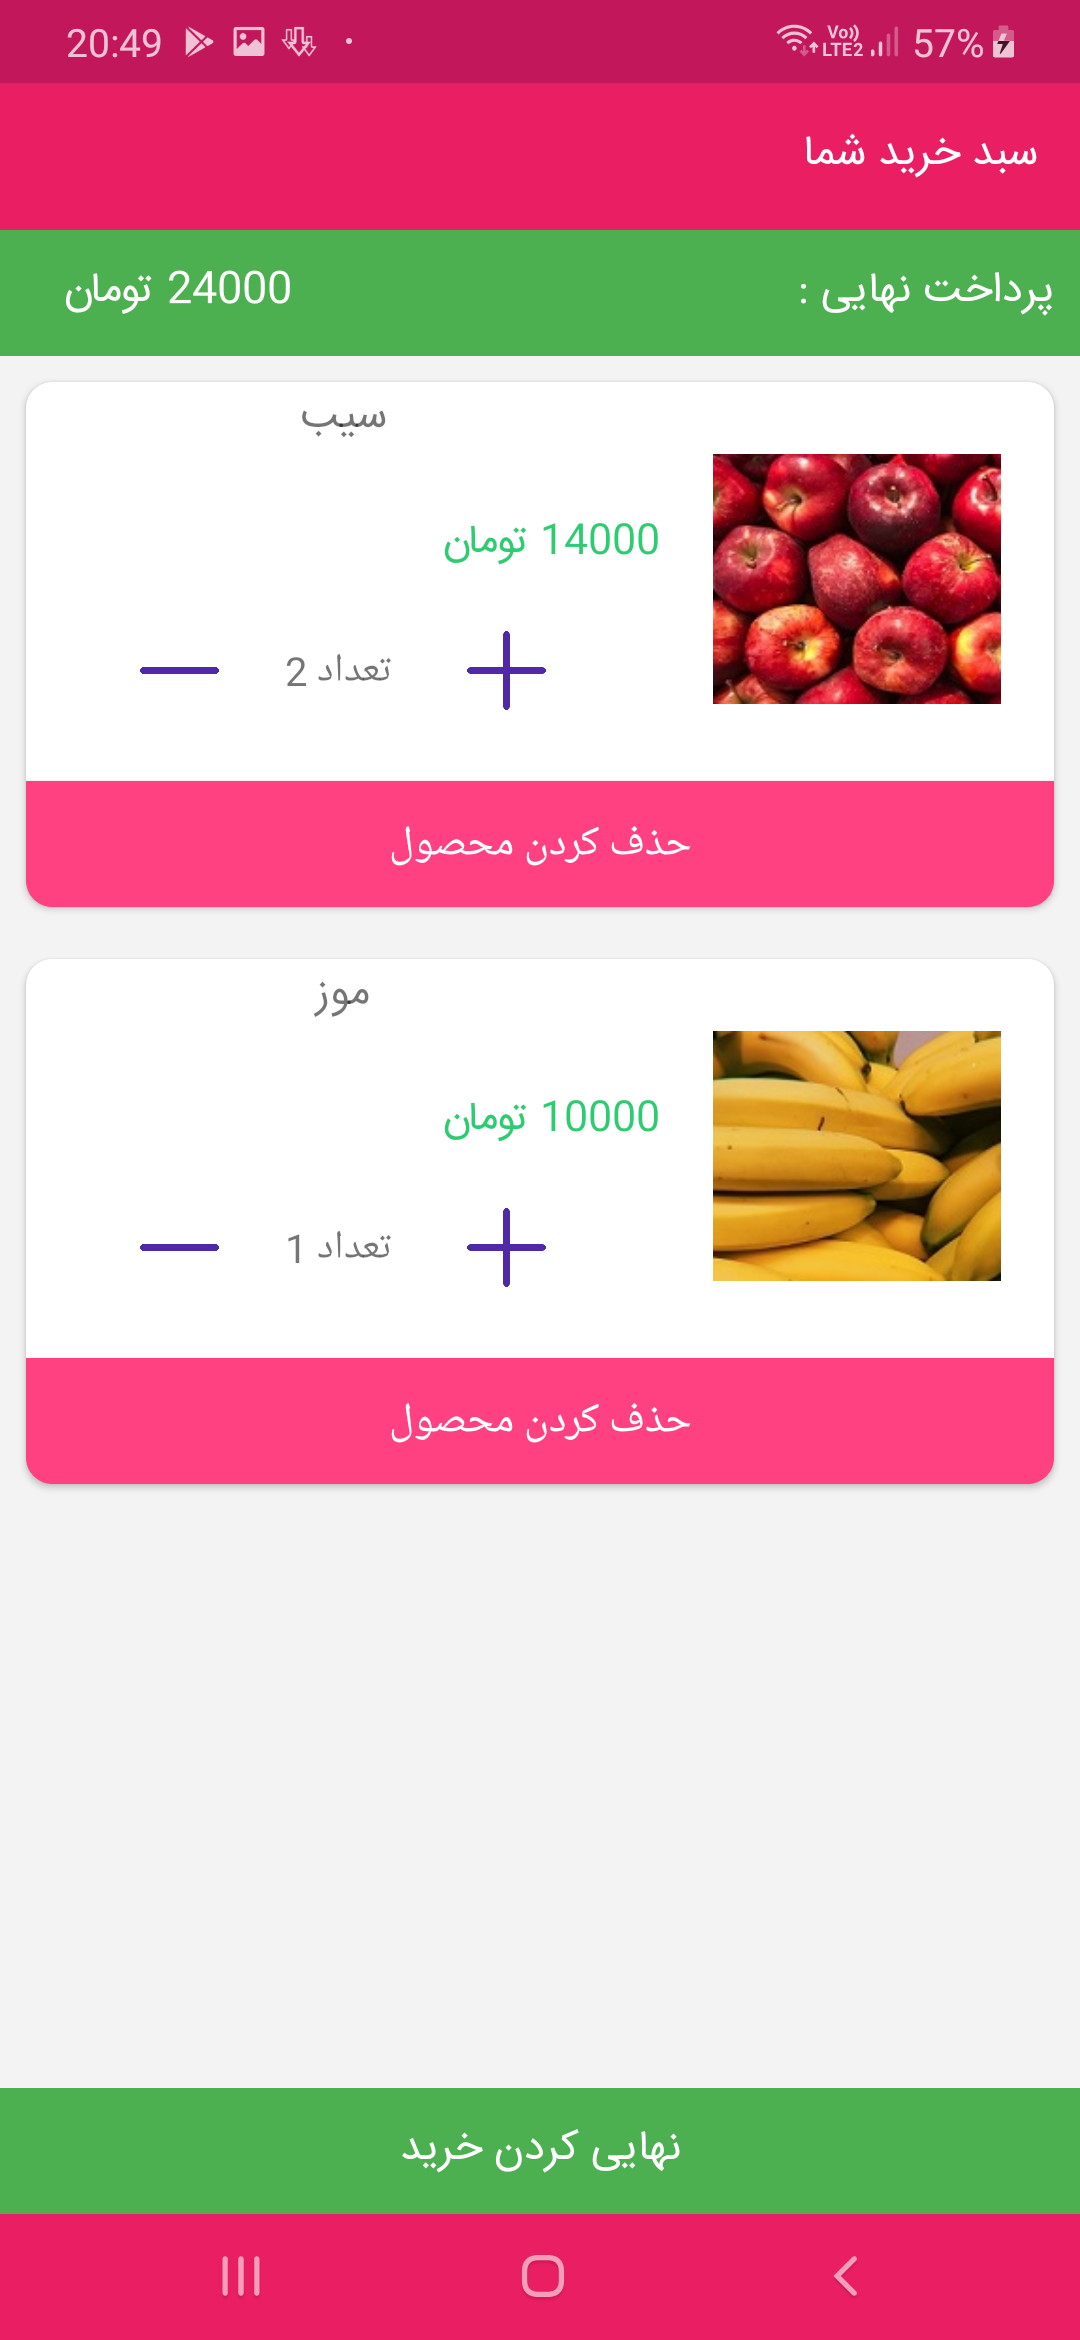 20:49 Vo)) LTE2 57%
سبد خرید شما
پرداخت نهایی : 24000 تومان
سیب
14000 تومان
تعداد 2
حذف کردن محصول
موز
10000 تومان
تعداد 1
حذف کردن محصول
نهایی کردن خرید